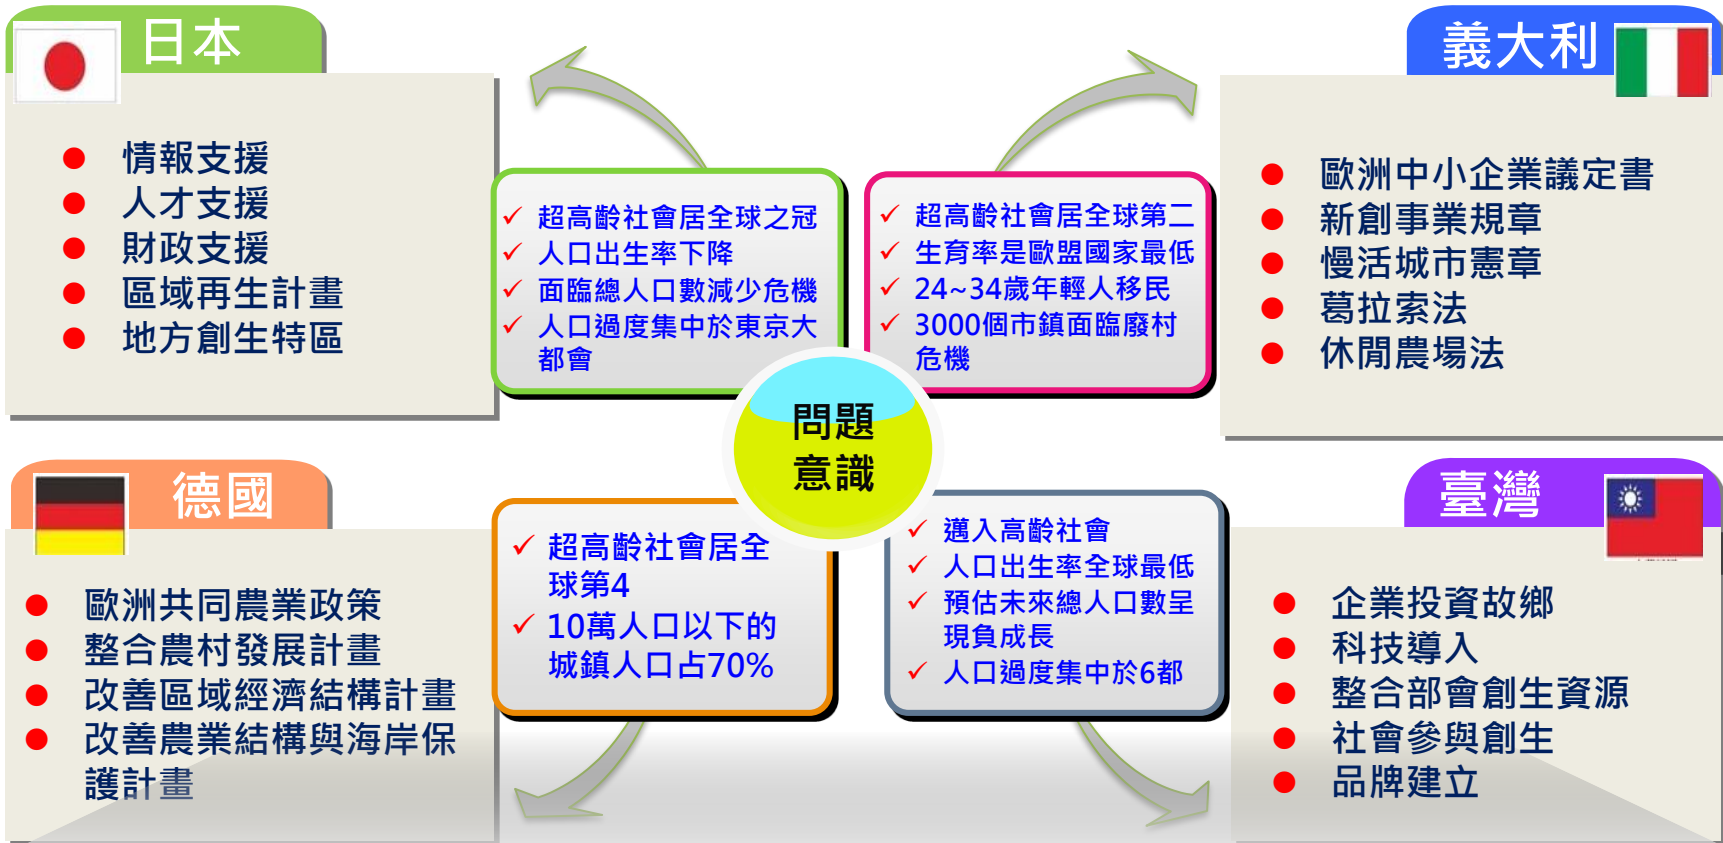 日本
情報支援
人才支援
財政支援
區域再生計畫
地方創生特區
超高齡社會居全球之冠
人口出生率下降
面臨總人口數減少危機
人口過度集中於東京大
都會
義大利
超高齡社會居全球第二
生育率是歐盟國家最低
24~34歲年輕人移民
3000個市鎮面臨廢村
危機
歐洲中小企業議定書
新創事業規章
慢活城市憲章
葛拉索法
休閒農場法
問題
意識
德國
歐洲共同農業政策
整合農村發展計畫
改善區域經濟結構計畫
改善農業結構與海岸保
護計畫
超高齡社會居全
球第4
10萬人口以下的
城鎮人口占70%
臺灣
邁入高齡社會
人口出生率全球最低
預估未來總人口數呈
現負成長
人口過度集中於6都
企業投資故鄉
科技導入
整合部會創生資源
社會參與創生
品牌建立